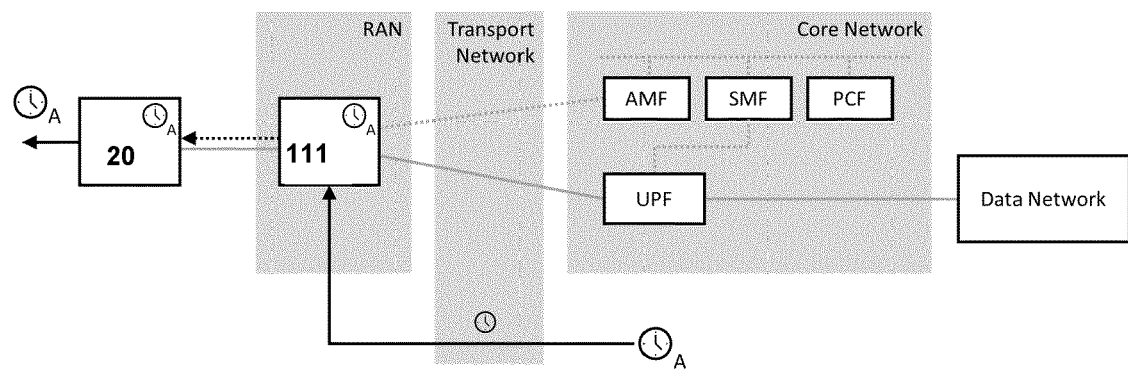 RAN
Transport
Network
Core Network
AMF
SMF
PCF
A
A
A
20
111
UPF
Data Network
A